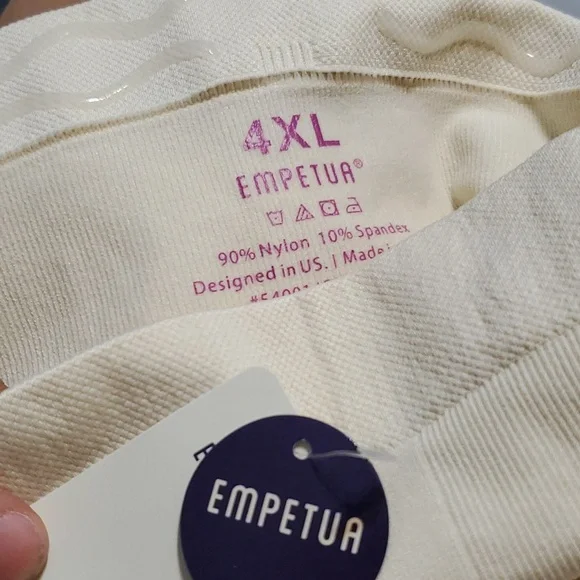 4XL
EMPETUA®
90% Nylon 10% Spandex
Designed in US. | Made
EMPETUA